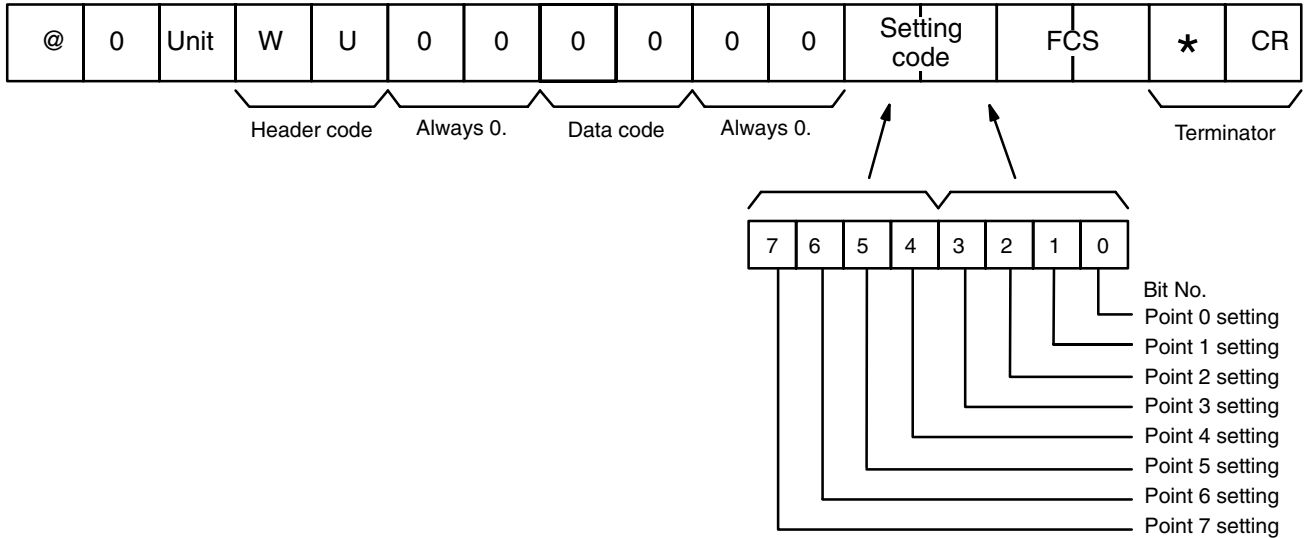 @ 0 Unit W U 0 0 0 0 0 0 Setting code FCS * CR
Header code Always 0. Data code Always 0. Terminator
7 6 5 4 3 2 1 0
Bit No.
Point 0 setting
Point 1 setting
Point 2 setting
Point 3 setting
Point 4 setting
Point 5 setting
Point 6 setting
Point 7 setting